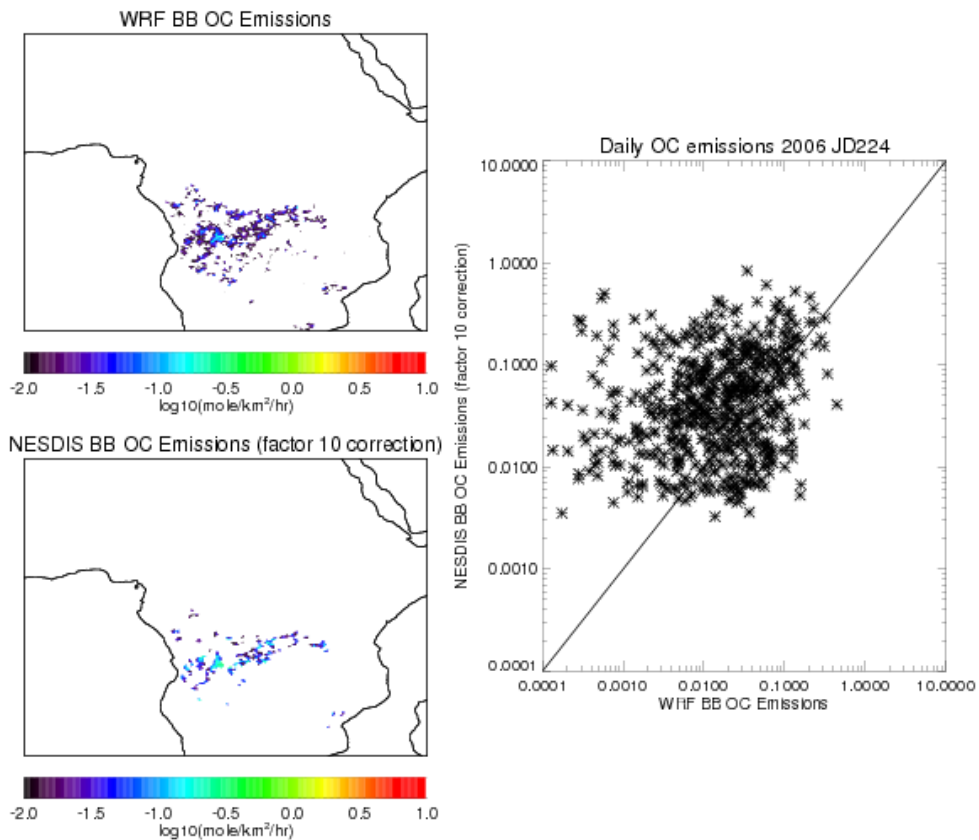 WRF BB OC Emissions
-2.0 -1.5 -1.0 -0.5 0.0 0.5 1.0
log10(mole/km²/hr)
NESDIS BB OC Emissions (factor 10 correction)
-2.0 -1.5 -1.0 -0.5 0.0 0.5 1.0
log10(mole/km²/hr)
Daily OC emissions 2006 JD224
NESDIS BB OC Emissions (factor 10 correction)
10.0000
1.0000
0.1000
0.0100
0.0010
0.0001
0.0001 0.0010 0.0100 0.1000 1.0000 10.0000
WRF BB OC Emissions